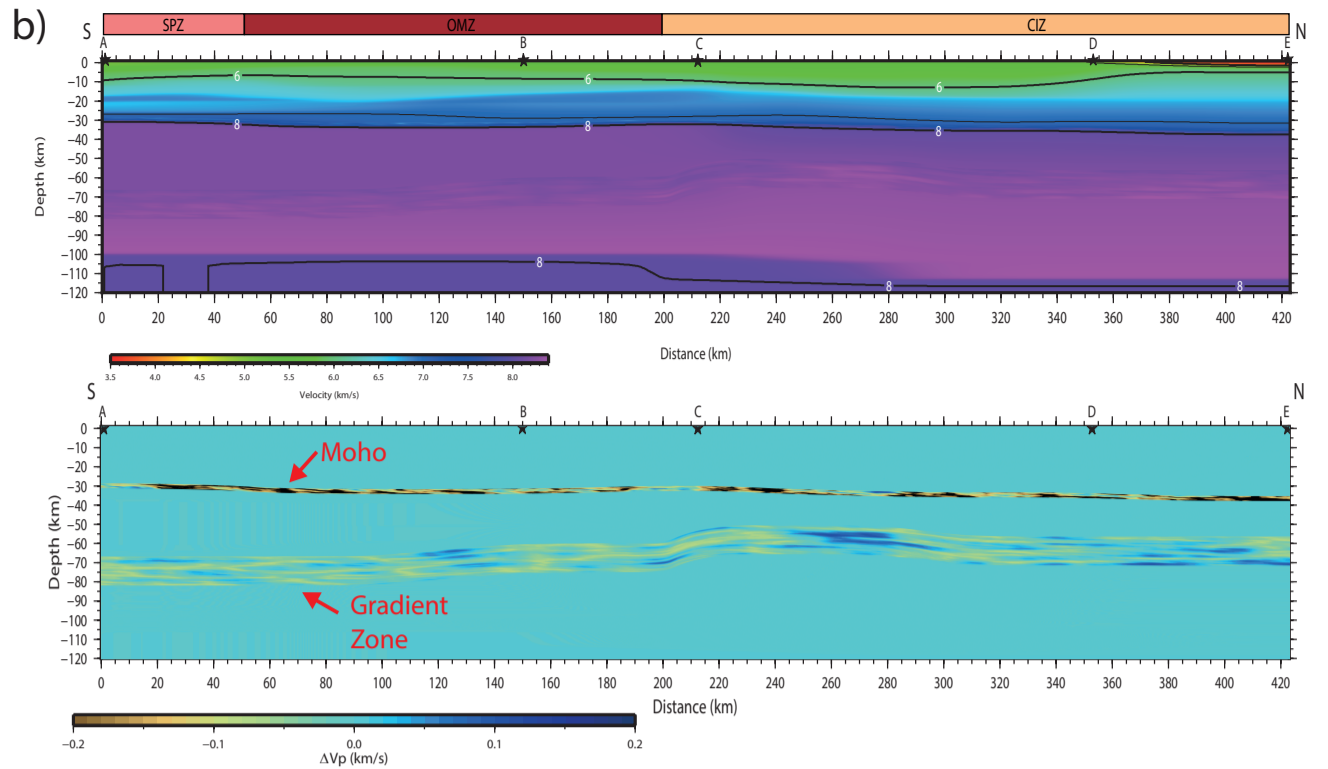 b)
SPZ OMZ CIZ
S N
A B C D E
0
−10
−20
−30
−40
−50
−60
−70
−80
−90
−100
−110
−120
Depth (km)
6 6 6
8 8 8
8 8 8
0 20 40 60 80 100 120 140 160 180 200 220 240 260 280 300 320 340 360 380 400 420
Distance (km)
3.5 4.0 4.5 5.0 5.5 6.0 6.5 7.0 7.5 8.0
Velocity (km/s)
S N
A B C D E
0
−10
−20
−30
−40
−50
−60
−70
−80
−90
−100
−110
−120
Depth (km)
Moho
Gradient
Zone
0 20 40 60 80 100 120 140 160 180 200 220 240 260 280 300 320 340 360 380 400 420
Distance (km)
−0.2 −0.1 0.0 0.1 0.2
ΔVp (km/s)